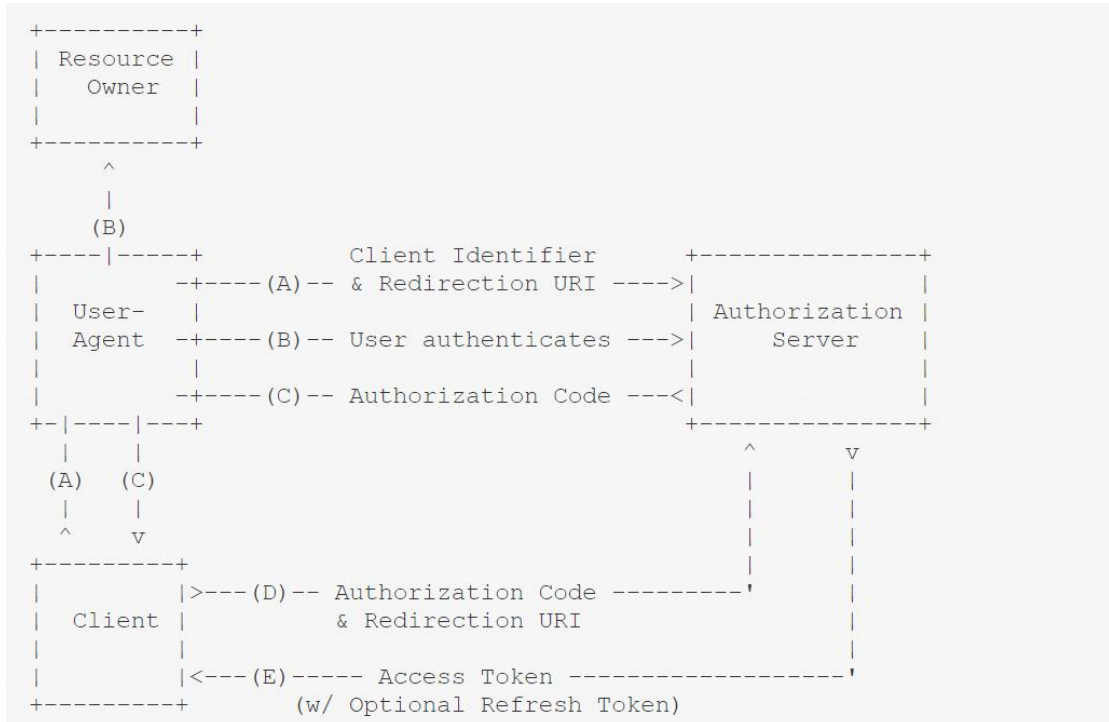 +----------+
| Resource |
|   Owner  |
|          |
+----------+
     ^
     |
    (B)
+----|-----+          Client Identifier      +---------------+
|         -+----(A)-- & Redirection URI ---->|               |
|  User-   |                                 | Authorization |
|  Agent  -+----(B)-- User authenticates --->|     Server    |
|          |                                 |               |
|         -+----(C)-- Authorization Code ---<|               |
+-|----|---+                                 +---------------+
  |    |                                         ^      v
 (A)  (C)                                        |      |
  |    |                                         |      |
  ^    v                                         |      |
+---------+                                      |      |
|         |>---(D)-- Authorization Code ---------'      |
|  Client |          & Redirection URI                  |
|         |                                             |
|         |<---(E)----- Access Token -------------------'
+---------+       (w/ Optional Refresh Token)